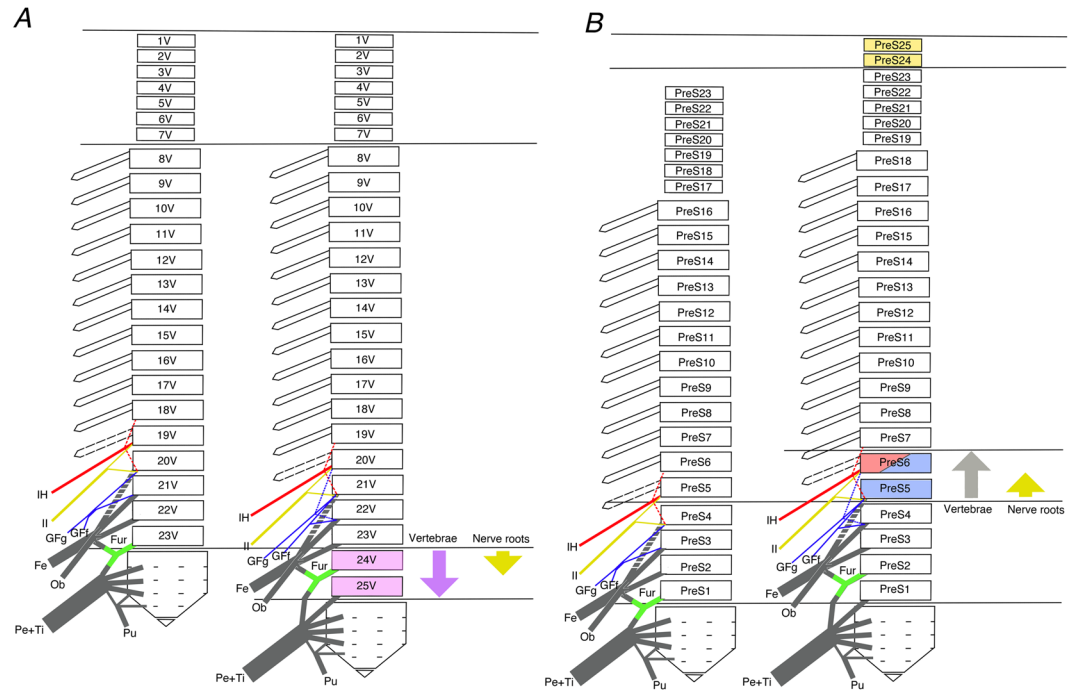 A
1V
2V
3V
4V
5V
6V
7V
8V
9V
10V
11V
12V
13V
14V
15V
16V
17V
18V
19V
20V
21V
22V
23V
IH
II
GFg
GFf
Fur
Fe
Ob
Pe+Ti
Pu
1V
2V
3V
4V
5V
6V
7V
8V
9V
10V
11V
12V
13V
14V
15V
16V
17V
18V
19V
20V
21V
22V
23V
24V
25V
IH
II
GFg
GFf
Fur
Fe
Ob
Pe+Ti
Pu
Vertebrae
Nerve roots
B
PreS23
PreS22
PreS21
PreS20
PreS19
PreS18
PreS17
PreS16
PreS15
PreS14
PreS13
PreS12
PreS11
PreS10
PreS9
PreS8
PreS7
PreS6
PreS5
PreS4
PreS3
PreS2
PreS1
IH
II
GFg
GFf
Fur
Fe
Ob
Pe+Ti
Pu
PreS25
PreS24
PreS23
PreS22
PreS21
PreS20
PreS19
PreS18
PreS17
PreS16
PreS15
PreS14
PreS13
PreS12
PreS11
PreS10
PreS9
PreS8
PreS7
PreS6
PreS5
PreS4
PreS3
PreS2
PreS1
IH
II
GFg
GFf
Fur
Fe
Ob
Pe+Ti
Pu
Vertebrae
Nerve roots